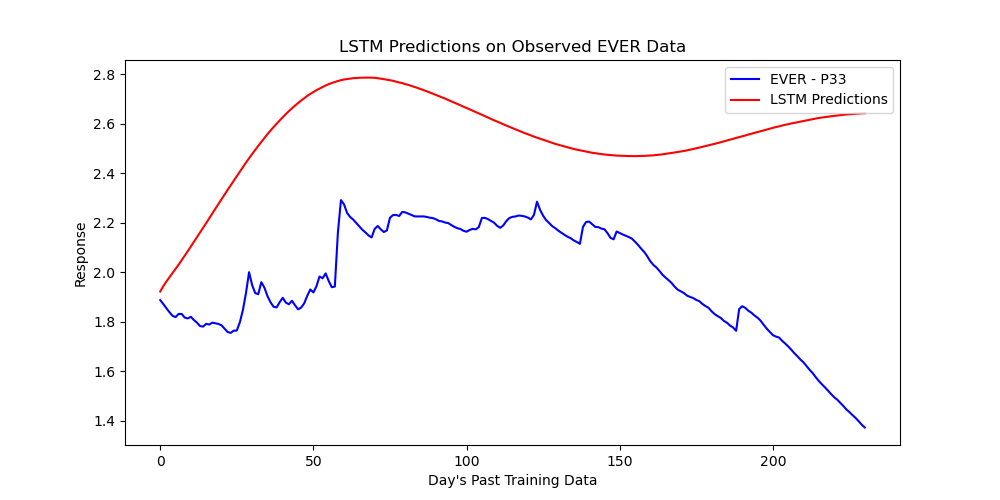 LSTM Predictions on Observed EVER Data
EVER - P33
LSTM Predictions
2.8
2.6
2.4
2.2
2.0
1.8
1.6
1.4
Response
0 50 100 150 200
Day's Past Training Data